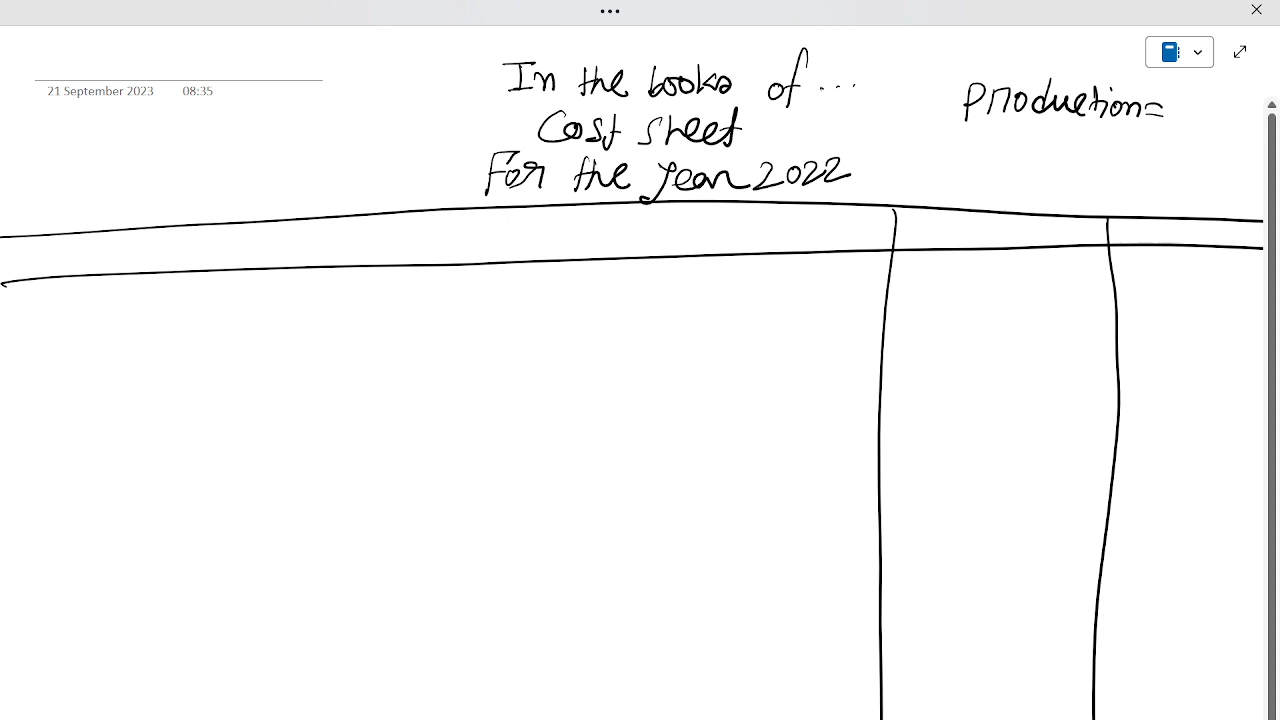 21 September 2023 08:35
In the books of ...
Cost sheet
For the year 2022
Production=